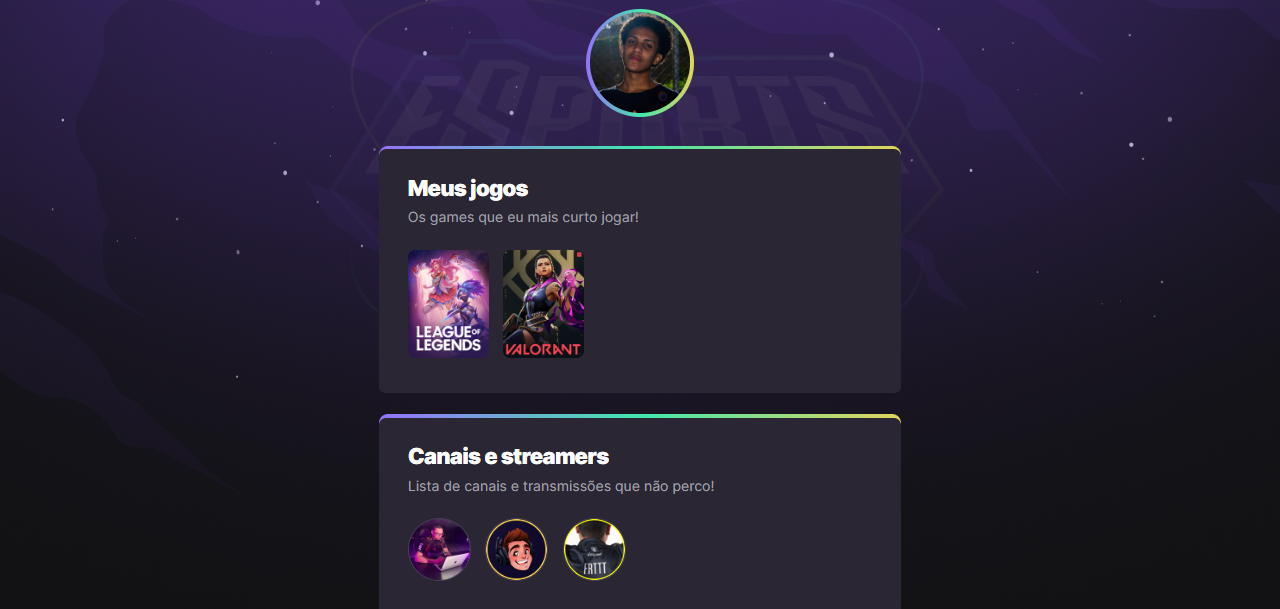 ESPORTS
Meus jogos
Os games que eu mais curto jogar!
LEAGUE OF
LEGENDS
VALORANT
Canais e streamers
Lista de canais e transmissões que não perco!
FRTTT